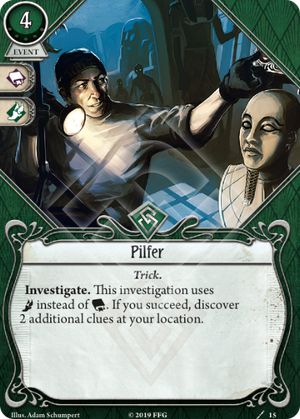 4
EVENT
Pilfer
Trick.
Investigate. This investigation uses
instead of . If you succeed, discover
2 additional clues at your location.
Illus. Adam Schumpert © 2019 FFG 15